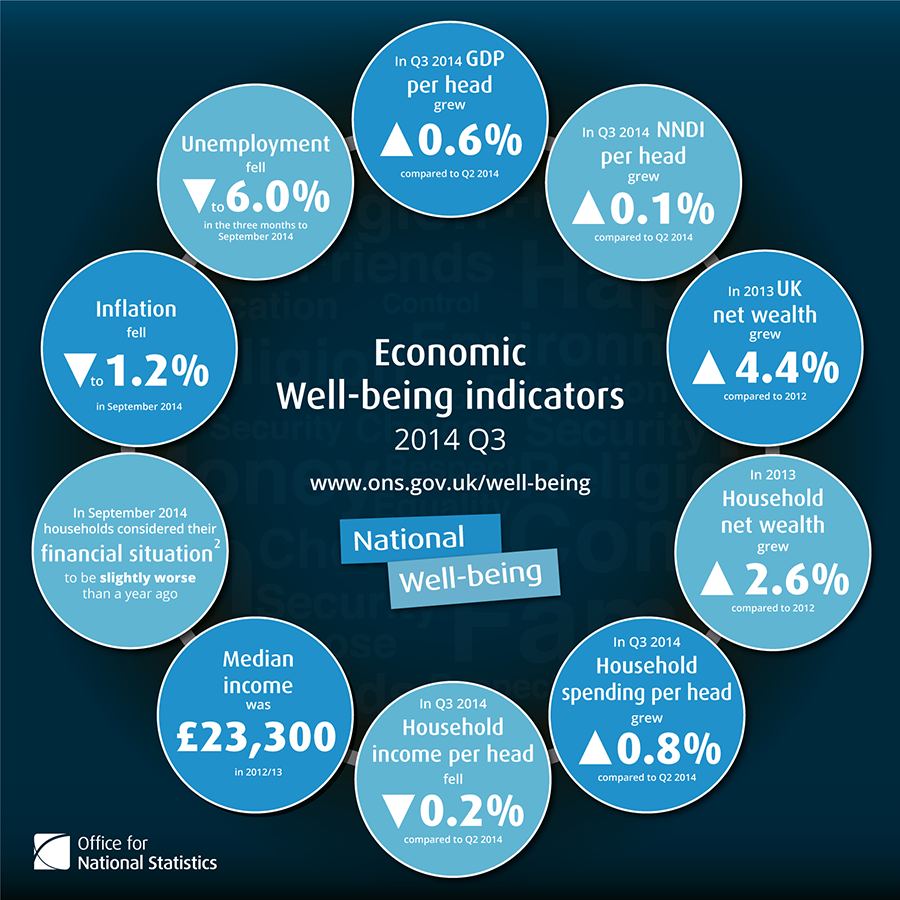 In Q3 2014 GDP
per head
grew
▲0.6%
compared to Q2 2014
In Q3 2014 NNDI
per head
grew
▲0.1%
compared to Q2 2014
In 2013 UK
net wealth
grew
▲ 4.4%
compared to 2012
In 2013
Household
net wealth
grew
▲ 2.6%
compared to 2012
In Q3 2014
Household
spending per head
grew
▲0.8%
compared to Q2 2014
In Q3 2014
Household
income per head
fell
▼0.2%
compared to Q2 2014
Median
income
was
£23,300
in 2012/13
In September 2014
households considered their
financial situation2
to be slightly worse
than a year ago
Inflation
fell
▼to 1.2%
in September 2014
Unemployment
fell
▼to 6.0%
in the three months to
September 2014
Economic
Well-being indicators
2014 Q3
www.ons.gov.uk/well-being
National
Well-being
Office for
National Statistics